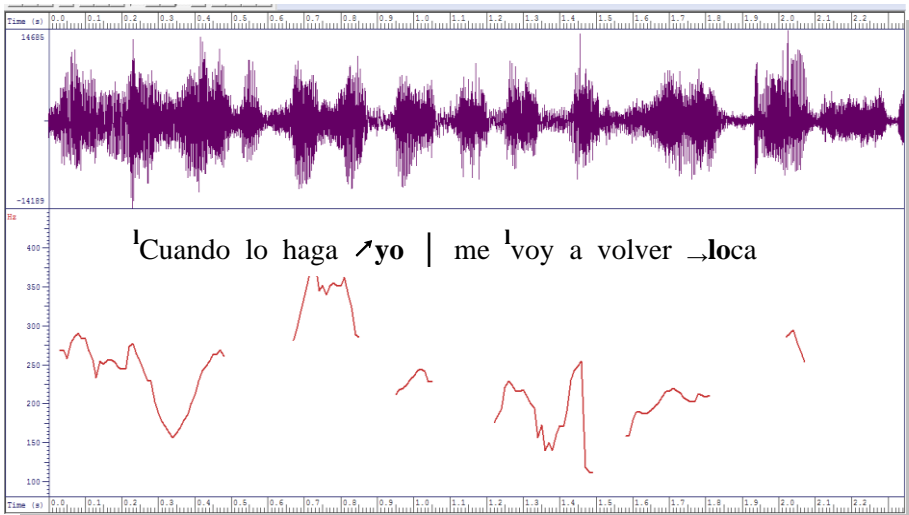 Time (s) 0.0 0.1 0.2 0.3 0.4 0.5 0.6 0.7 0.8 0.9 1.0 1.1 1.2 1.3 1.4 1.5 1.6 1.7 1.8 1.9 2.0 2.1 2.2
14685
-14189
Hz
400
ˡCuando lo haga ↗yo | me ˡvoy a volver →loca
350
300
250
200
150
100
Time (s) 0.0 0.1 0.2 0.3 0.4 0.5 0.6 0.7 0.8 0.9 1.0 1.1 1.2 1.3 1.4 1.5 1.6 1.7 1.8 1.9 2.0 2.1 2.2